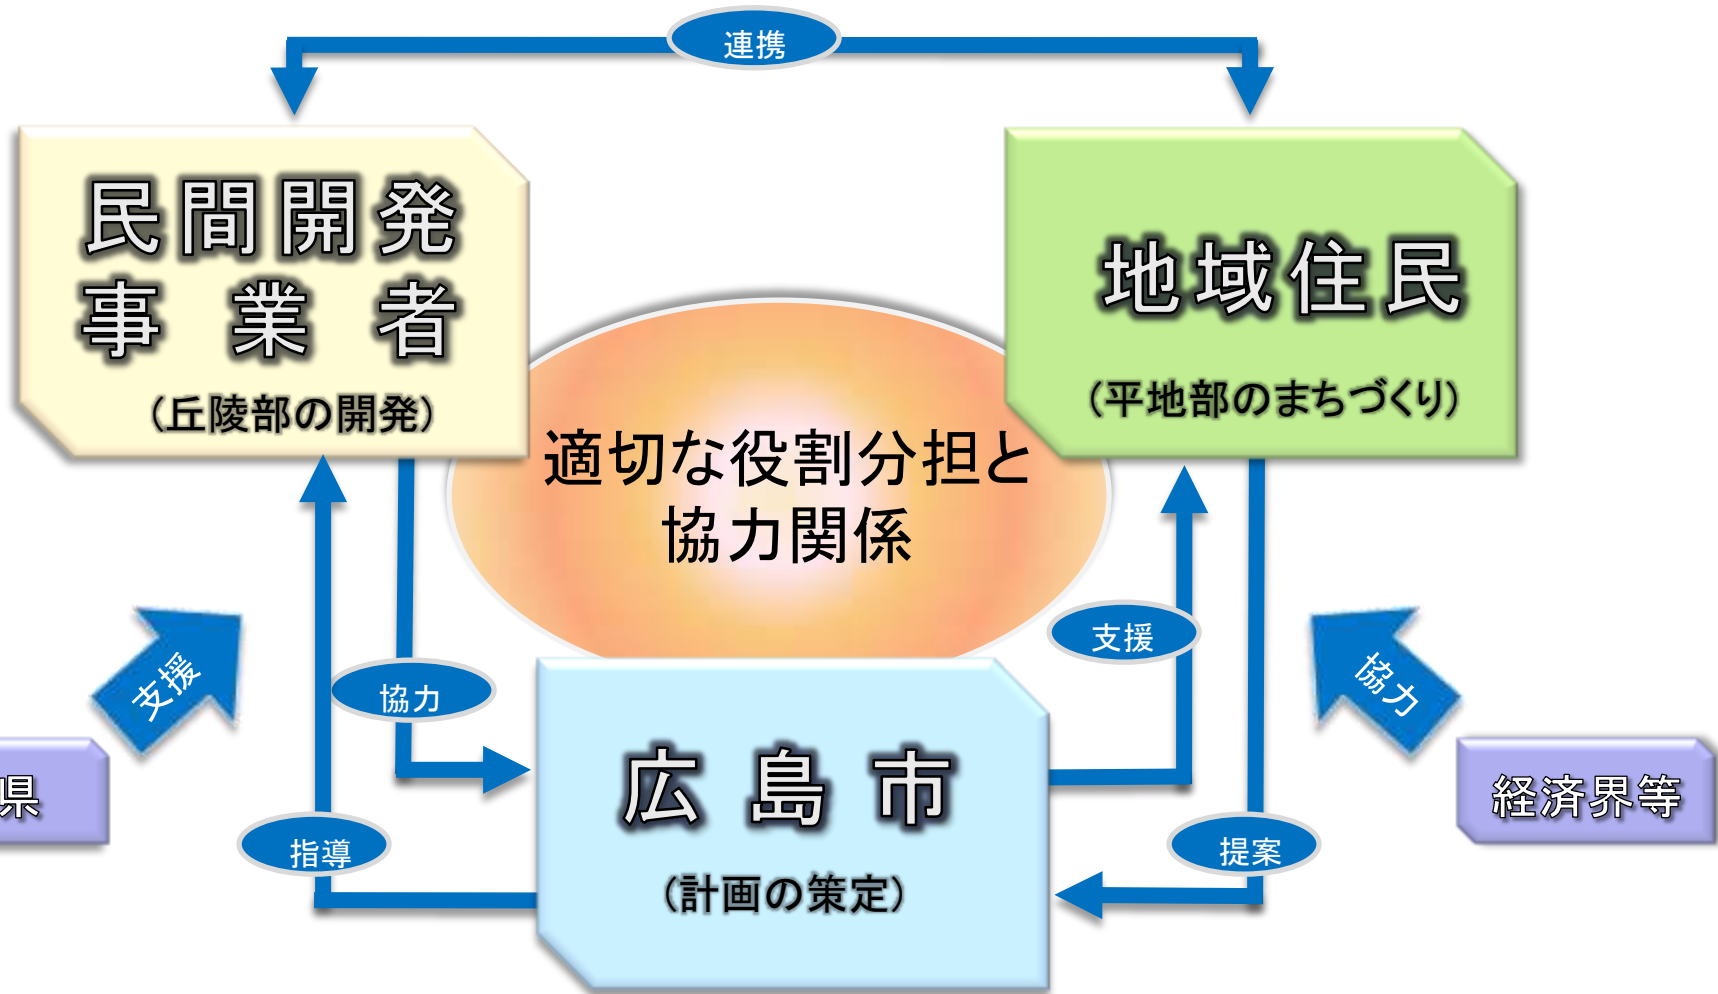 連携
民間開発
事業者
(丘陵部の開発)
地域住民
(平地部のまちづくり)
適切な役割分担と
協力関係
支援
協力
支援
協力
県
広島市
(計画の策定)
経済界等
指導
提案